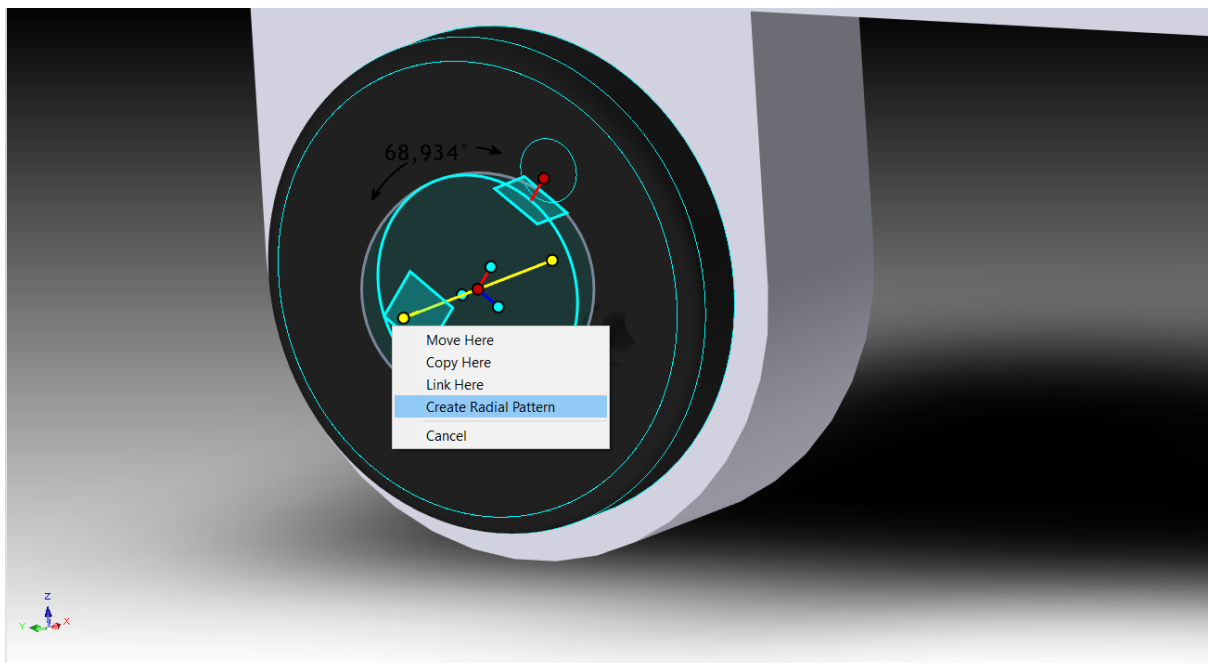 68,934°
Move Here
Copy Here
Link Here
Create Radial Pattern
Cancel
Z
Y
X